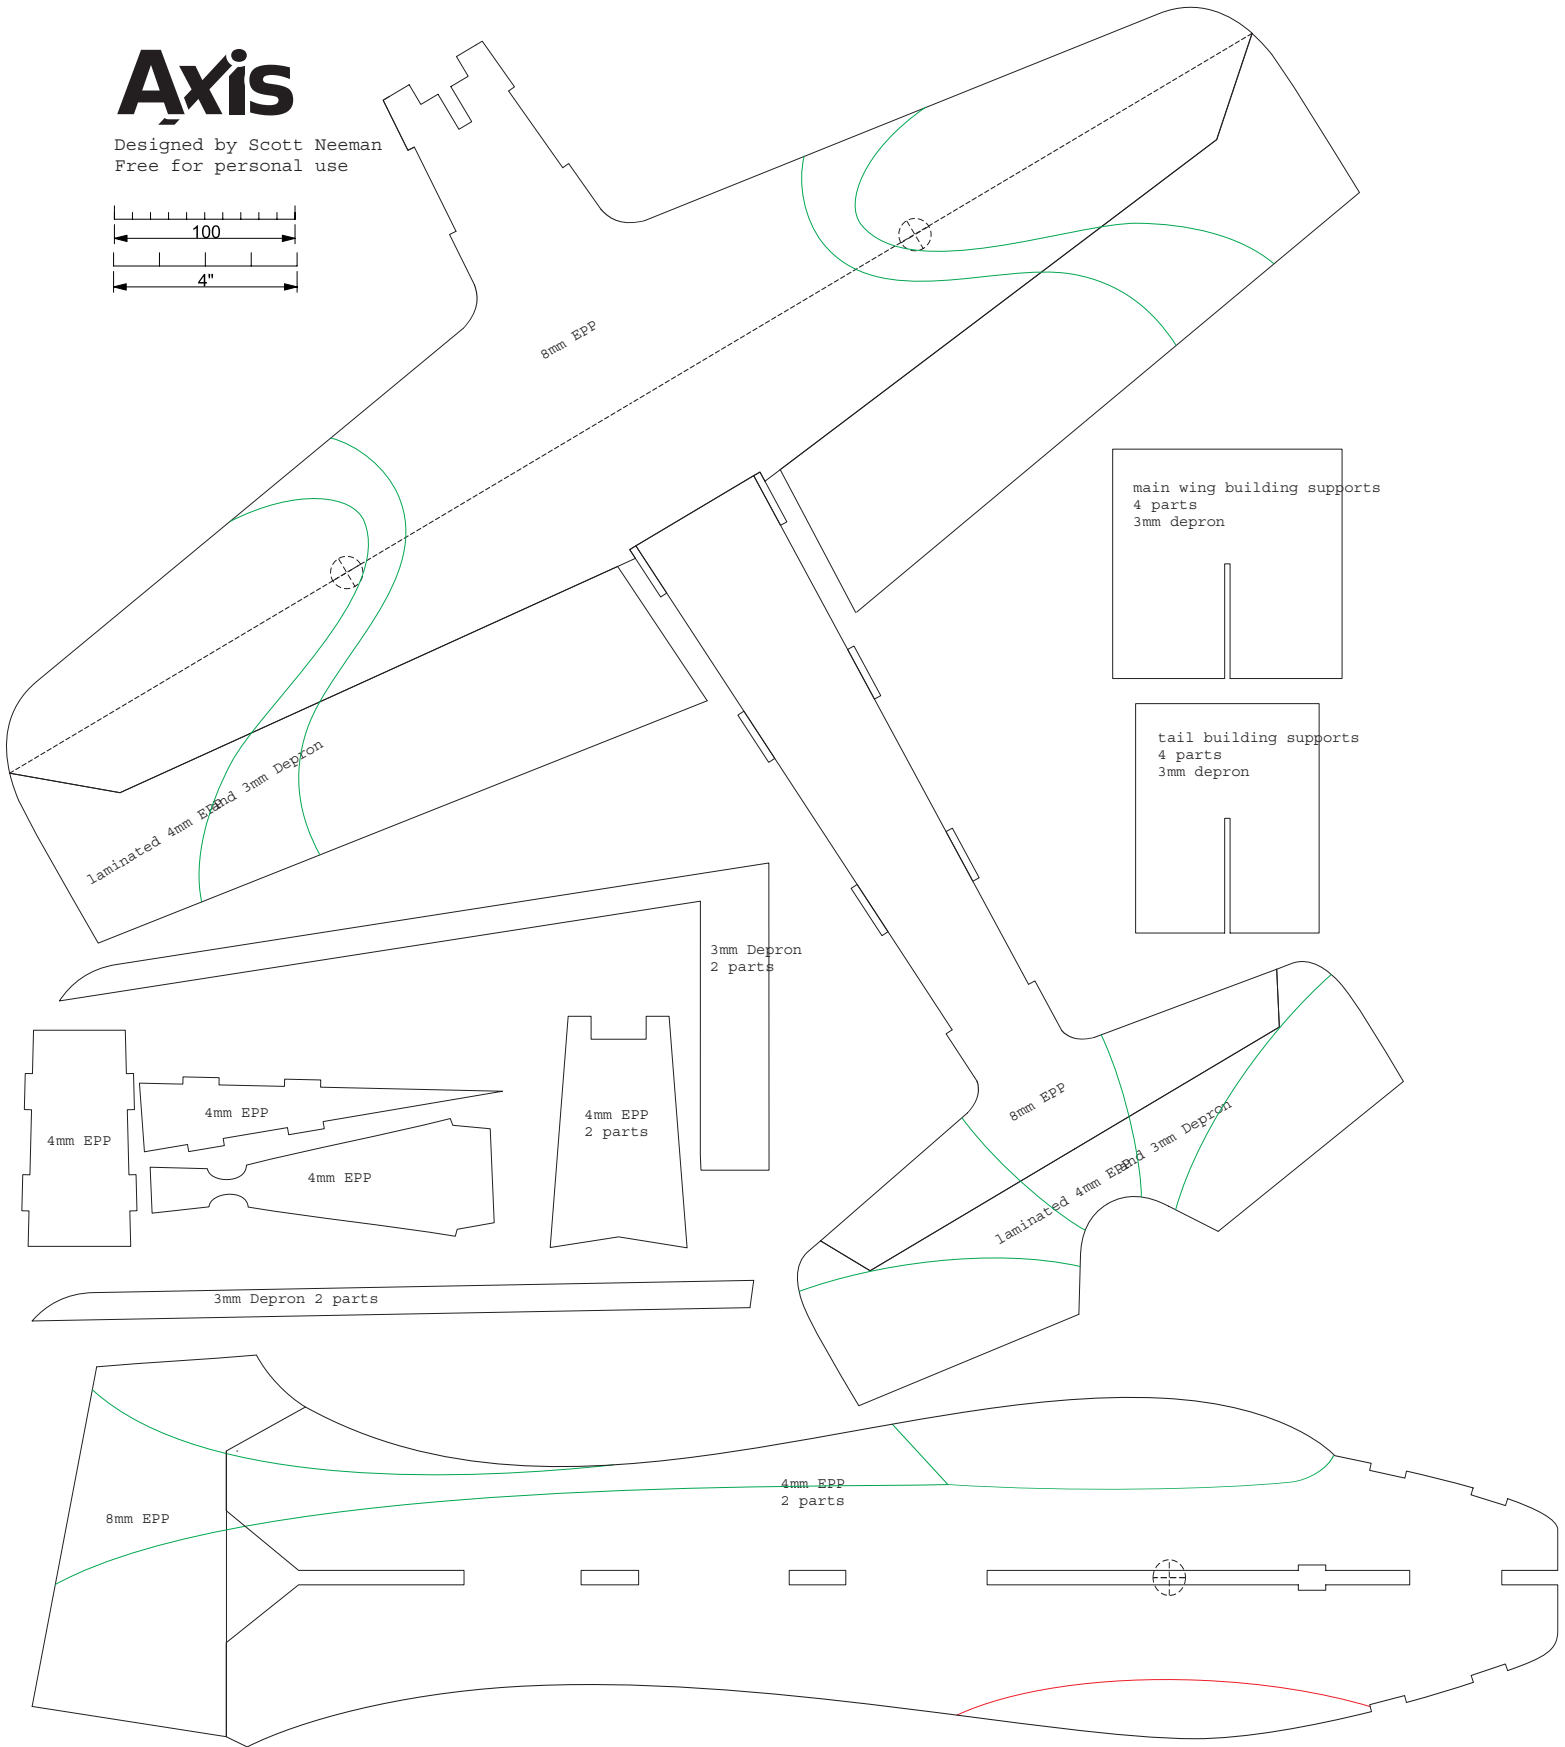 Axis
Designed by Scott Neeman
Free for personal use
100
4"
8mm EPP
main wing building supports
4 parts
3mm depron
tail building supports
4 parts
3mm depron
laminated 4mm EPP and 3mm Depron
3mm Depron
2 parts
4mm EPP
4mm EPP
4mm EPP
4mm EPP
2 parts
8mm EPP
laminated 4mm EPP and 3mm Depron
3mm Depron 2 parts
4mm EPP
2 parts
8mm EPP